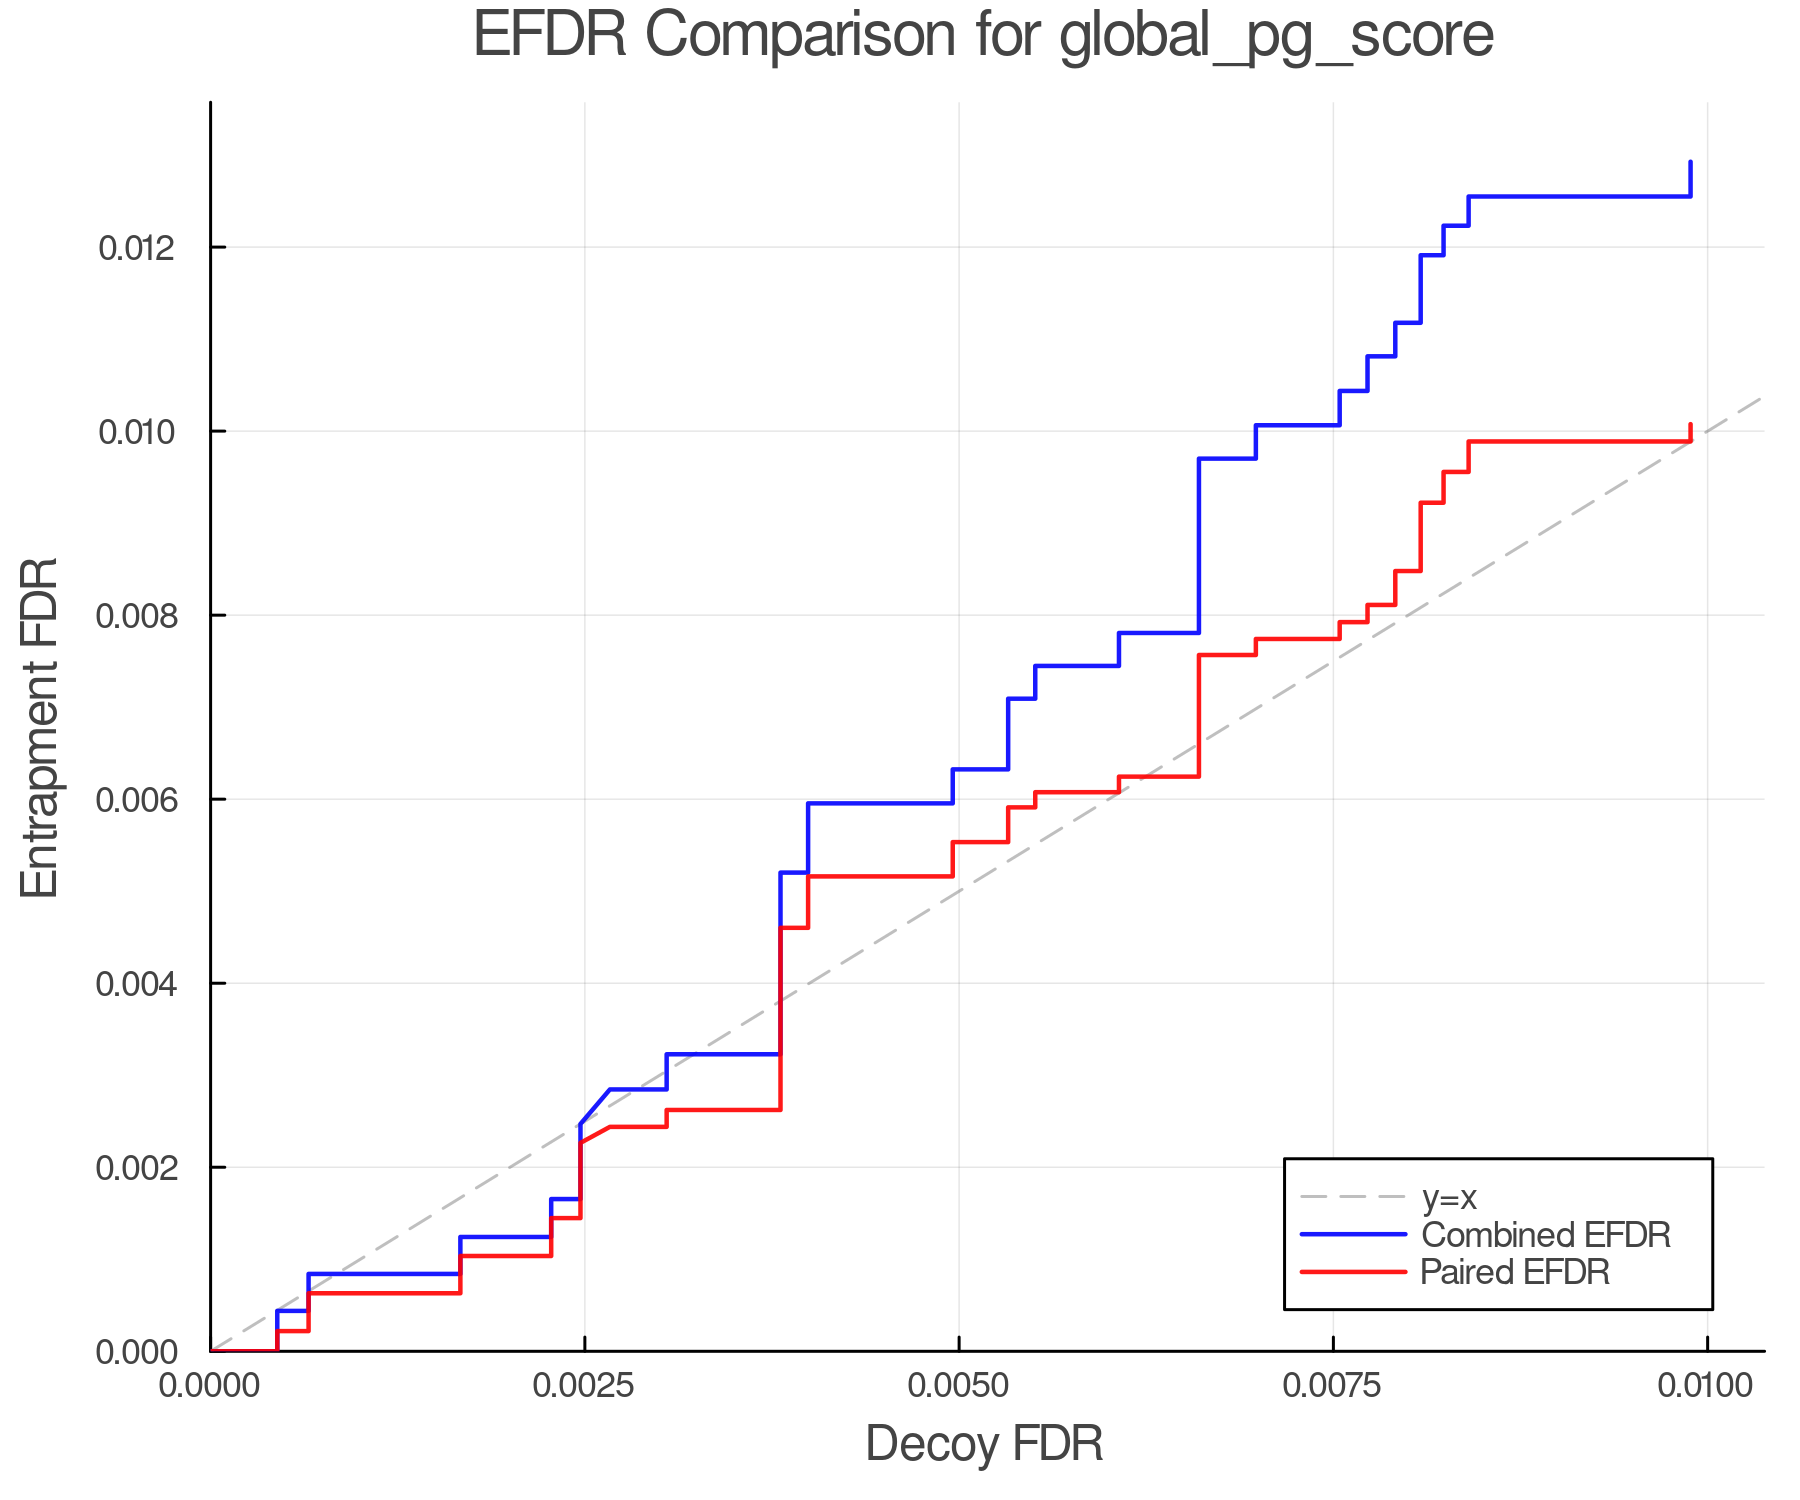 EFDR Comparison for global_pg_score
Entrapment FDR
0.012
0.010
0.008
0.006
0.004
0.002
0.000
0.0000
0.0025
0.0050
0.0075
0.0100
Decoy FDR
y=x
Combined EFDR
Paired EFDR